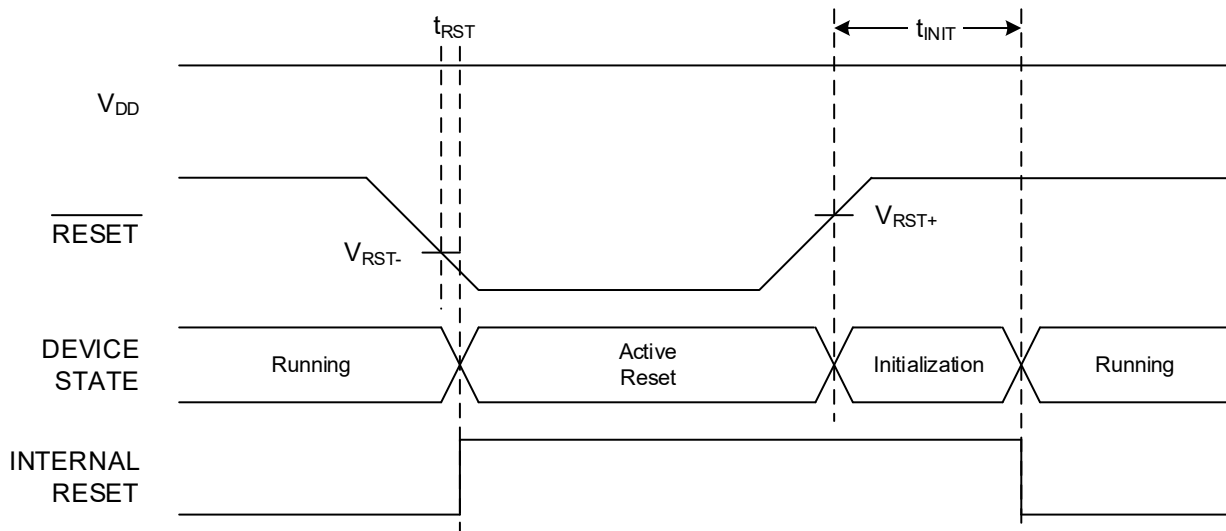 tRST
tINIT
VDD
RESET
VRST-
VRST+
DEVICE
STATE
Running
Active
Reset
Initialization
Running
INTERNAL
RESET